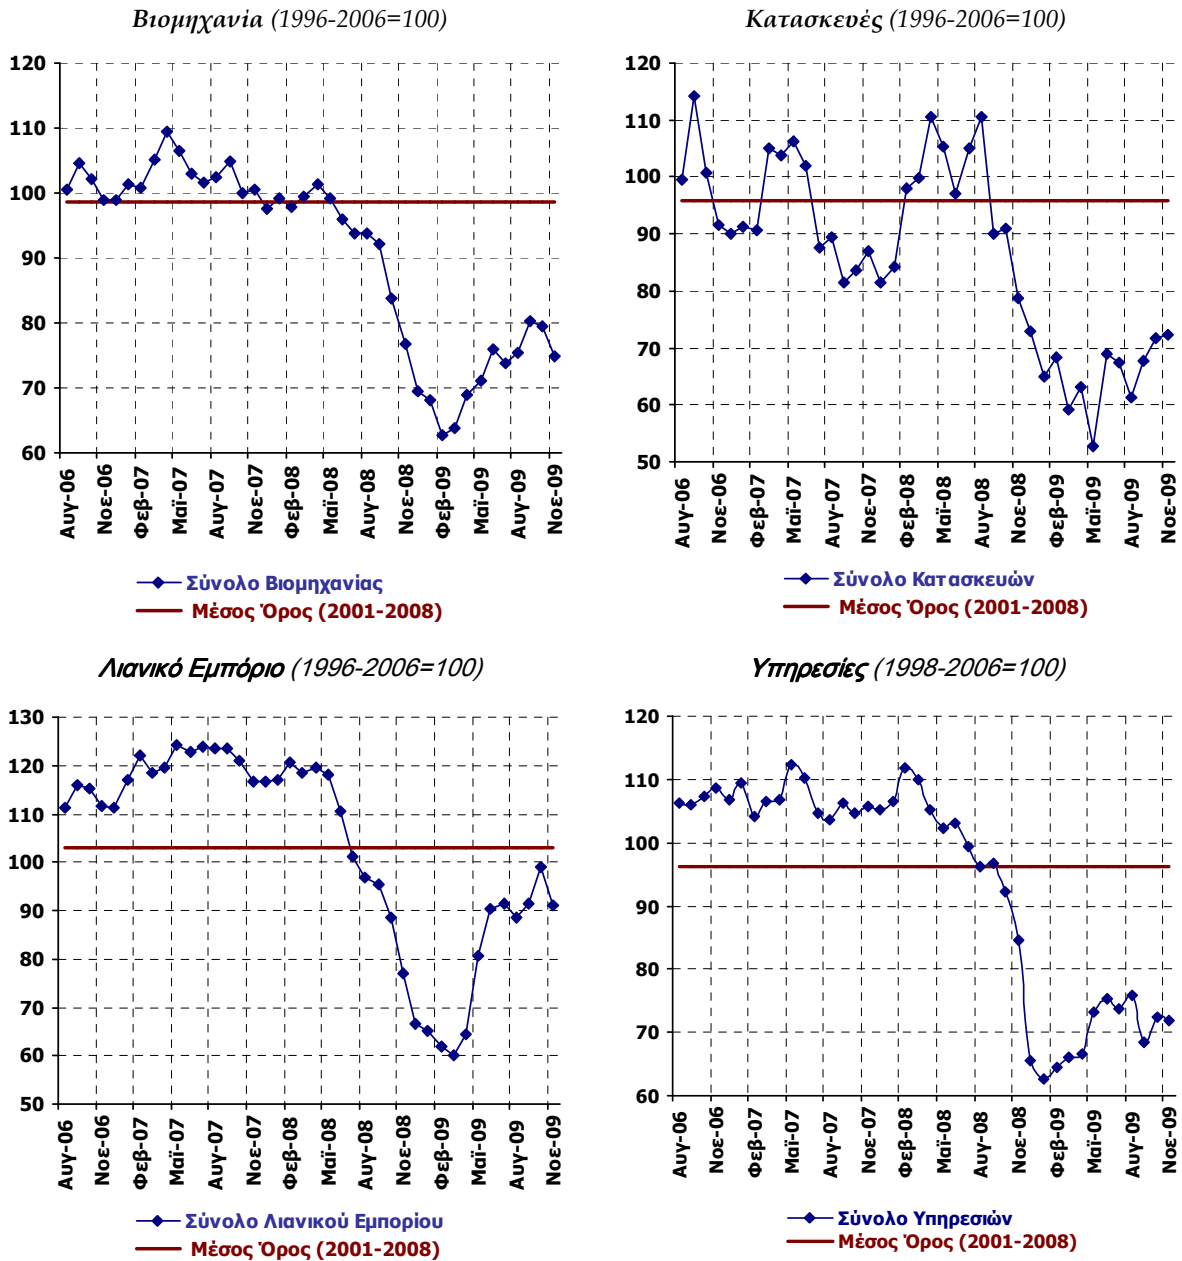 Βιομηχανία (1996-2006=100)
120
110
100
90
80
70
60
Αυγ-06
Νοε-06
Φεβ-07
Μαϊ-07
Αυγ-07
Νοε-07
Φεβ-08
Μαϊ-08
Αυγ-08
Νοε-08
Φεβ-09
Μαϊ-09
Αυγ-09
Νοε-09
Σύνολο Βιομηχανίας
Μέσος Όρος (2001-2008)
Κατασκευές (1996-2006=100)
120
110
100
90
80
70
60
50
Αυγ-06
Νοε-06
Φεβ-07
Μαϊ-07
Αυγ-07
Νοε-07
Φεβ-08
Μαϊ-08
Αυγ-08
Νοε-08
Φεβ-09
Μαϊ-09
Αυγ-09
Νοε-09
Σύνολο Κατασκευών
Μέσος Όρος (2001-2008)
Λιανικό Εμπόριο (1996-2006=100)
130
120
110
100
90
80
70
60
50
Αυγ-06
Νοε-06
Φεβ-07
Μαϊ-07
Αυγ-07
Νοε-07
Φεβ-08
Μαϊ-08
Αυγ-08
Νοε-08
Φεβ-09
Μαϊ-09
Αυγ-09
Νοε-09
Σύνολο Λιανικού Εμπορίου
Μέσος Όρος (2001-2008)
Υπηρεσίες (1998-2006=100)
120
110
100
90
80
70
60
Αυγ-06
Νοε-06
Φεβ-07
Μαϊ-07
Αυγ-07
Νοε-07
Φεβ-08
Μαϊ-08
Αυγ-08
Νοε-08
Φεβ-09
Μαϊ-09
Αυγ-09
Νοε-09
Σύνολο Υπηρεσιών
Μέσος Όρος (2001-2008)